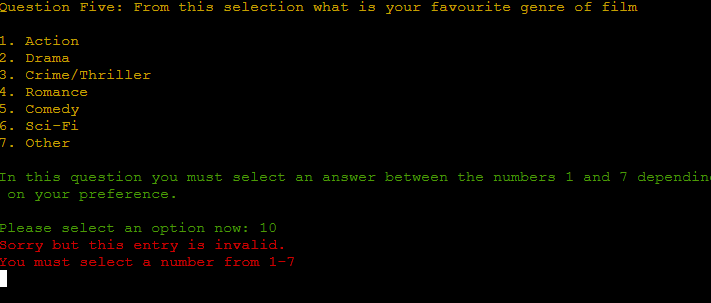 Question Five: From this selection what is your favourite genre of film
1. Action
2. Drama
3. Crime/Thriller
4. Romance
5. Comedy
6. Sci-Fi
7. Other
In this question you must select an answer between the numbers 1 and 7 depending
on your preference.
Please select an option now: 10
Sorry but this entry is invalid.
You must select a number from 1-7